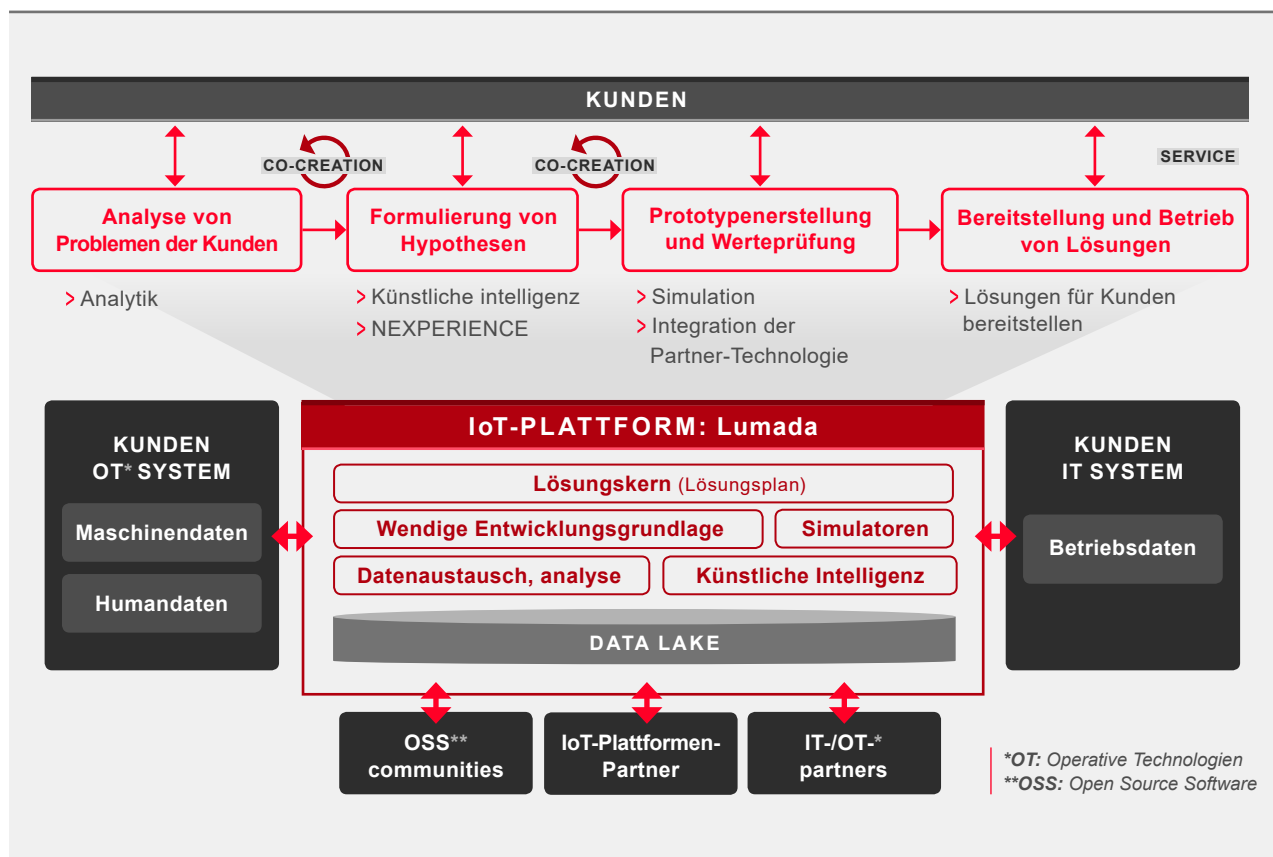 KUNDEN
CO-CREATION
CO-CREATION
SERVICE
Analyse von
Problemen der Kunden
Formulierung von
Hypothesen
Prototypenerstellung
und Werteprüfung
Bereitstellung und Betrieb
von Lösungen
> Analytik
> Künstliche intelligenz
> NEXPERIENCE
> Simulation
> Integration der
Partner-Technologie
> Lösungen für Kunden
bereitstellen
KUNDEN
OT* SYSTEM
Maschinendaten
Humandaten
IoT-PLATTFORM: Lumada
Lösungskern (Lösungsplan)
Wendige Entwicklungsgrundlage
Simulatoren
Datenaustausch, analyse
Künstliche Intelligenz
DATA LAKE
KUNDEN
IT SYSTEM
Betriebsdaten
OSS**
communities
IoT-Plattformen-
Partner
IT-/OT-*
partners
*OT: Operative Technologien
**OSS: Open Source Software